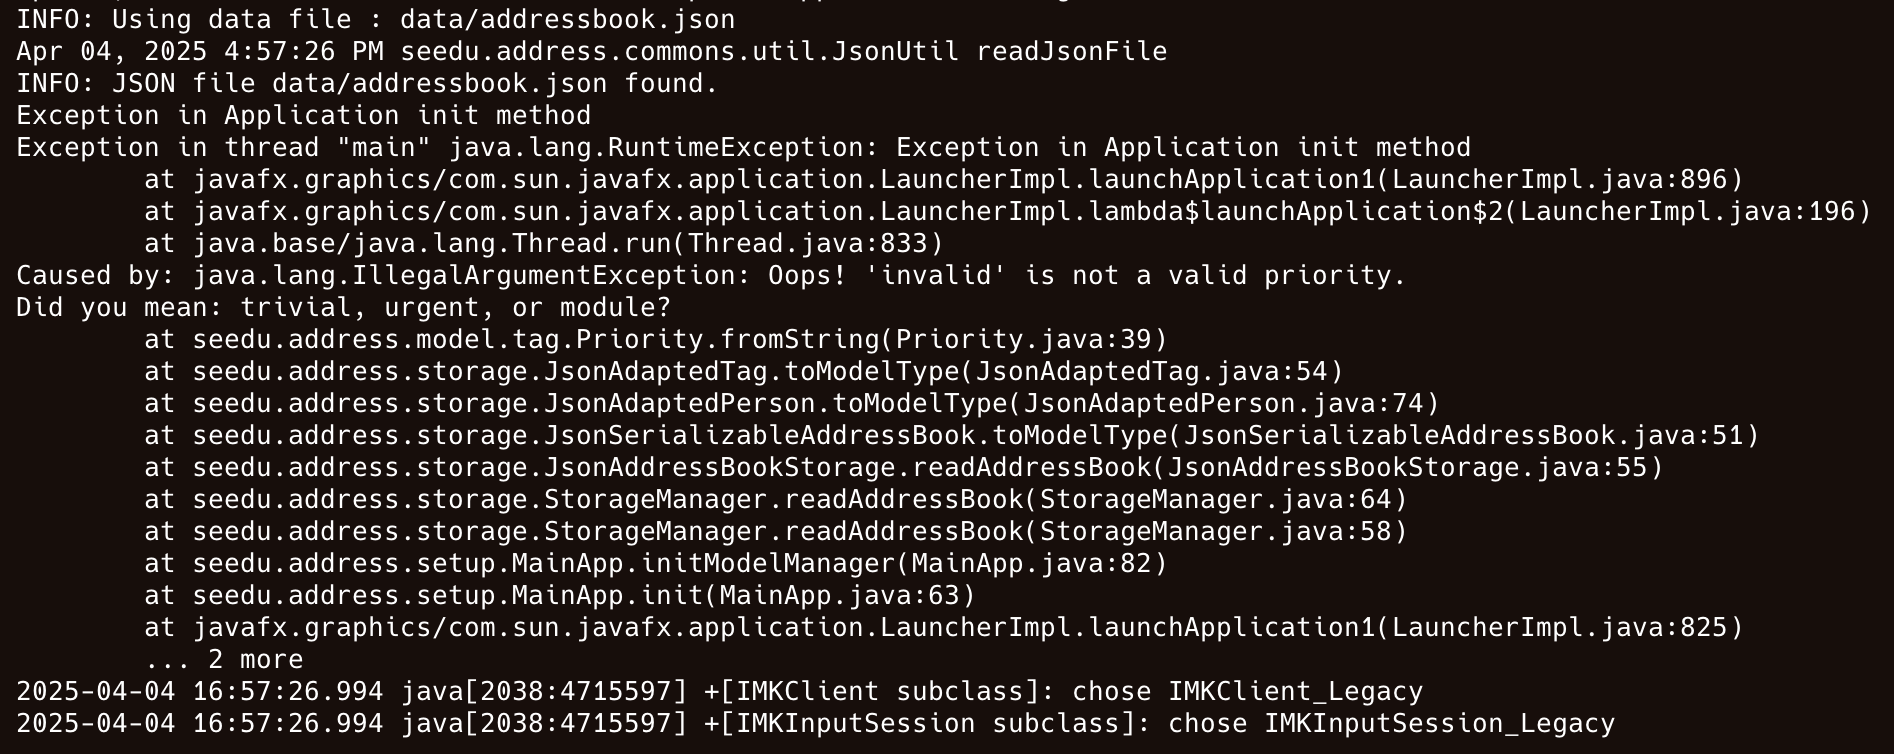 INFO: Using data file : data/addressbook.json
Apr 04, 2025 4:57:26 PM seedu.address.commons.util.JsonUtil readJsonFile
INFO: JSON file data/addressbook.json found.
Exception in Application init method
Exception in thread "main" java.lang.RuntimeException: Exception in Application init method
        at javafx.graphics/com.sun.javafx.application.LauncherImpl.launchApplication1(LauncherImpl.java:896)
        at javafx.graphics/com.sun.javafx.application.LauncherImpl.lambda$launchApplication$2(LauncherImpl.java:196)
        at java.base/java.lang.Thread.run(Thread.java:833)
Caused by: java.lang.IllegalArgumentException: Oops! 'invalid' is not a valid priority.
Did you mean: trivial, urgent, or module?
        at seedu.address.model.tag.Priority.fromString(Priority.java:39)
        at seedu.address.storage.JsonAdaptedTag.toModelType(JsonAdaptedTag.java:54)
        at seedu.address.storage.JsonAdaptedPerson.toModelType(JsonAdaptedPerson.java:74)
        at seedu.address.storage.JsonSerializableAddressBook.toModelType(JsonSerializableAddressBook.java:51)
        at seedu.address.storage.JsonAddressBookStorage.readAddressBook(JsonAddressBookStorage.java:55)
        at seedu.address.storage.StorageManager.readAddressBook(StorageManager.java:64)
        at seedu.address.storage.StorageManager.readAddressBook(StorageManager.java:58)
        at seedu.address.setup.MainApp.initModelManager(MainApp.java:82)
        at seedu.address.setup.MainApp.init(MainApp.java:63)
        at javafx.graphics/com.sun.javafx.application.LauncherImpl.launchApplication1(LauncherImpl.java:825)
        ... 2 more
2025-04-04 16:57:26.994 java[2038:4715597] +[IMKClient subclass]: chose IMKClient_Legacy
2025-04-04 16:57:26.994 java[2038:4715597] +[IMKInputSession subclass]: chose IMKInputSession_Legacy